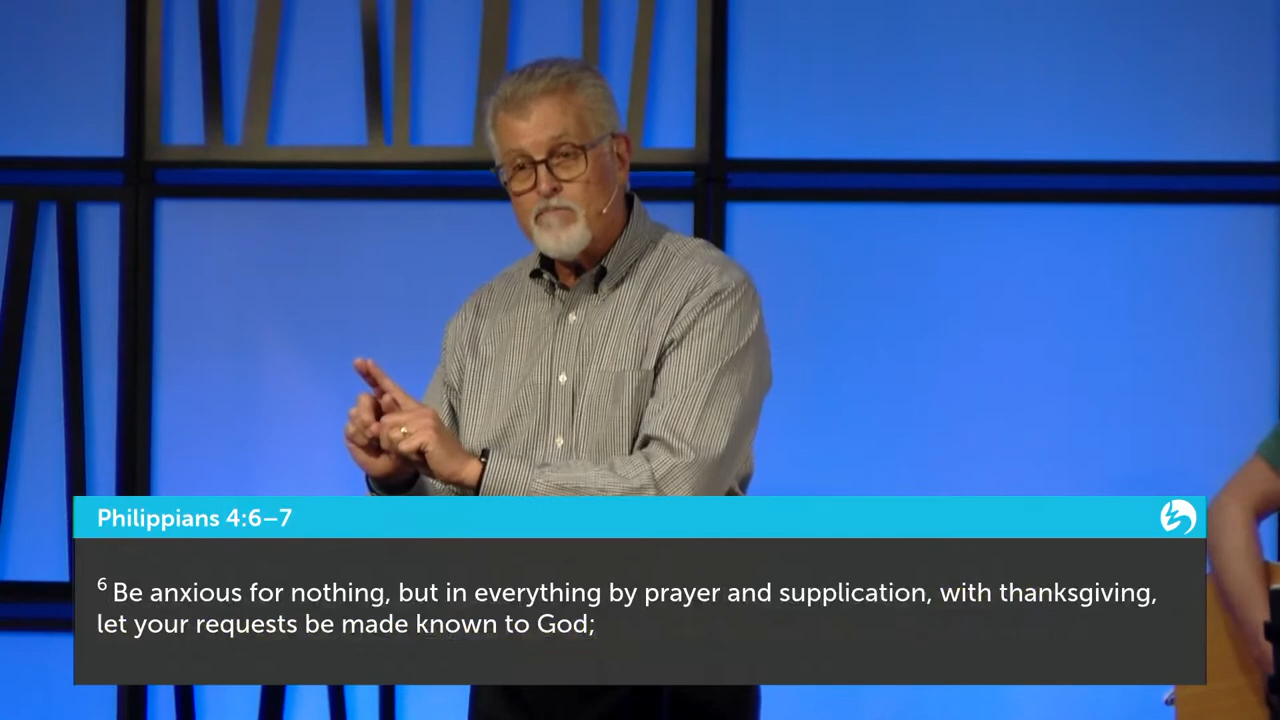 Philippians 4:6–7
⁶ Be anxious for nothing, but in everything by prayer and supplication, with thanksgiving,
let your requests be made known to God;